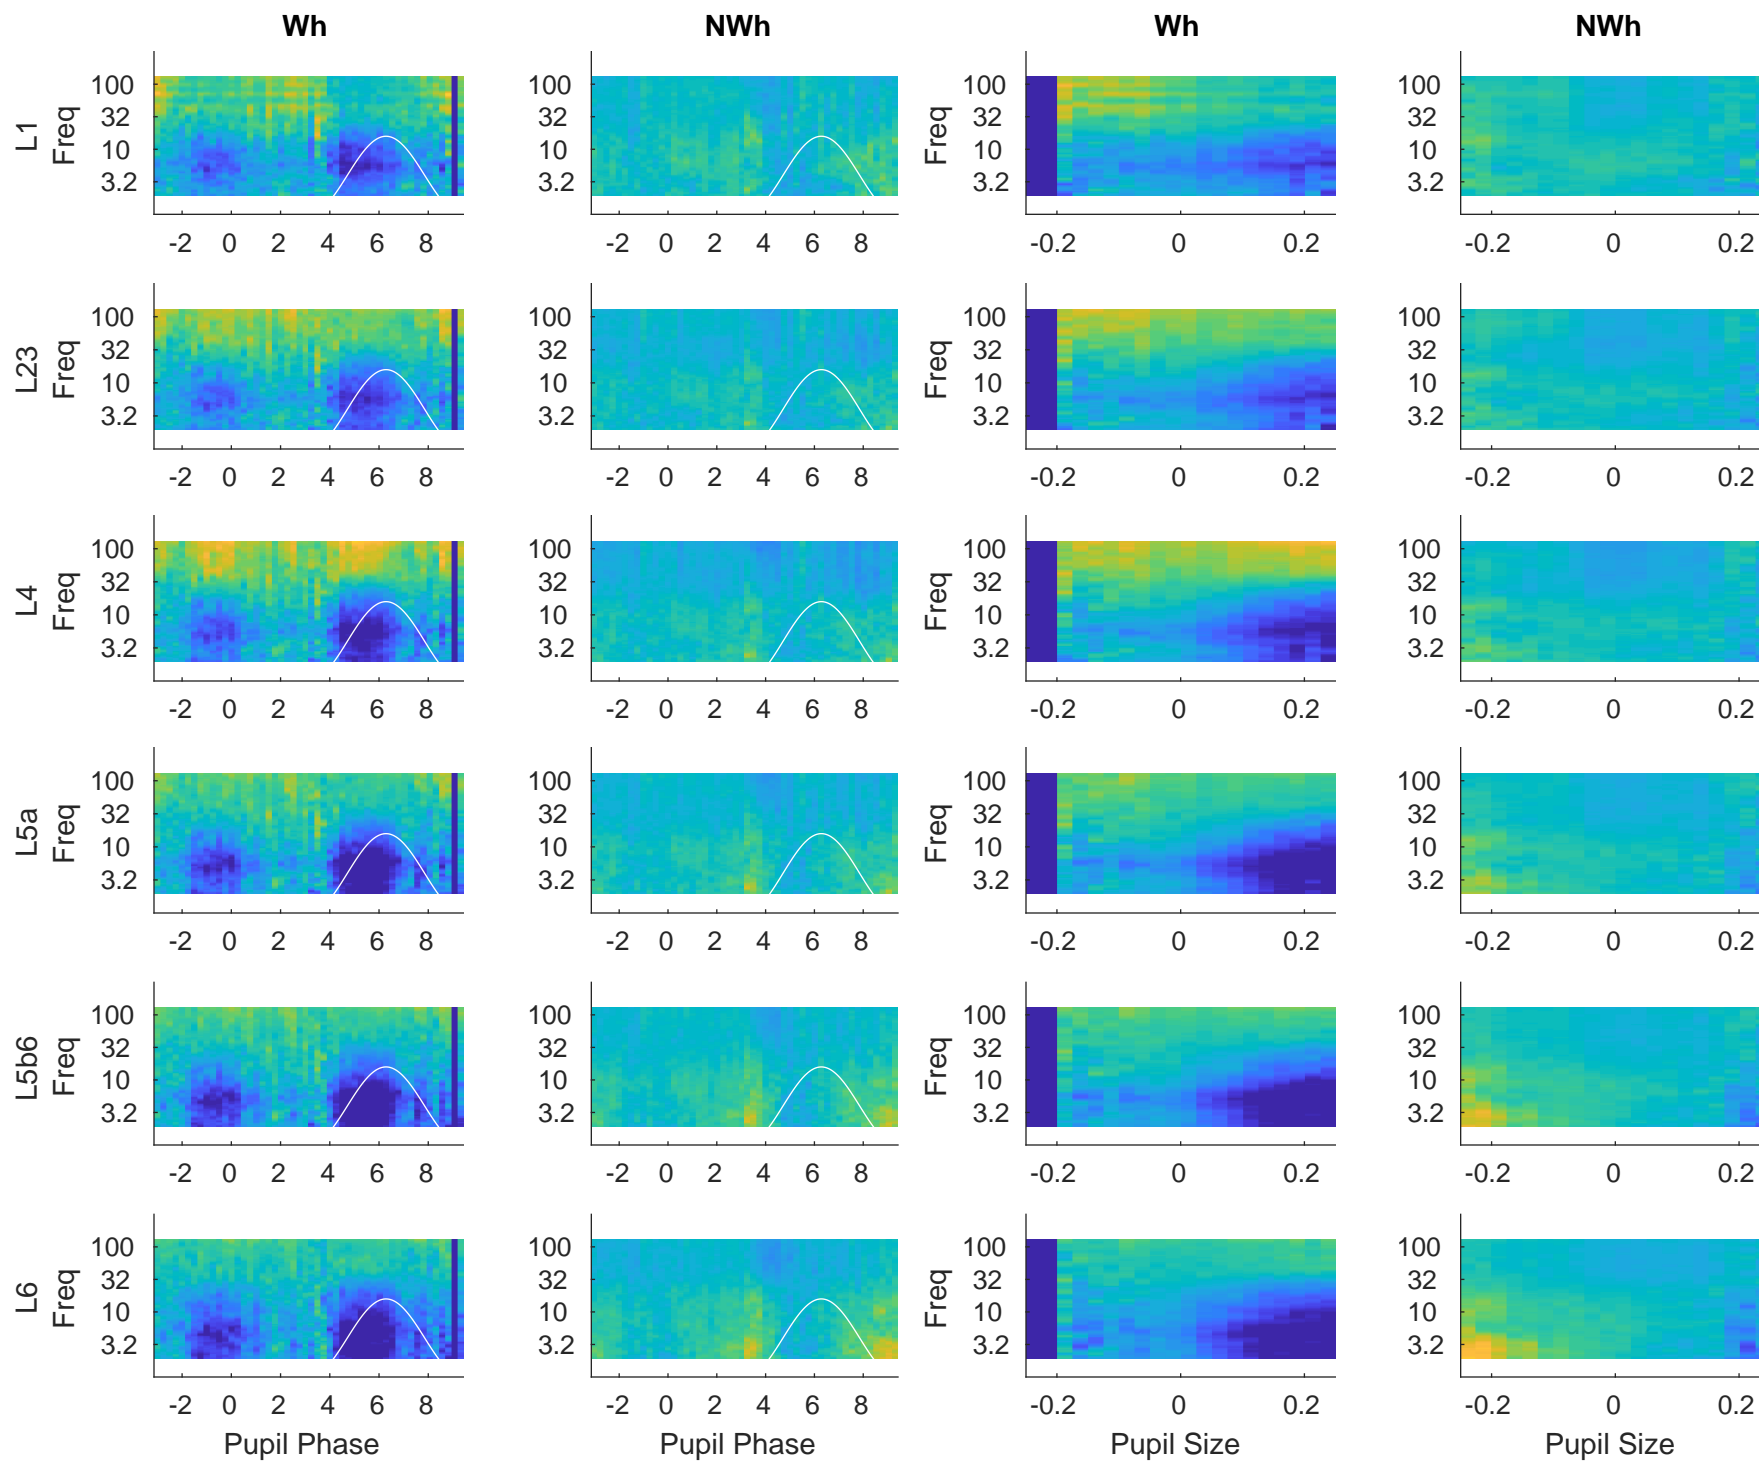 Wh NWh Wh NWh
L1 Freq 100 32 10 3.2 Freq 100 32 10 3.2 100 32 10 3.2 100 32 10 3.2
-2 0 2 4 6 8 -2 0 2 4 6 8 -0.2 0 0.2 -0.2 0 0.2
L23 Freq 100 32 10 3.2 100 32 10 3.2 Freq 100 32 10 3.2 100 32 10 3.2
-2 0 2 4 6 8 -2 0 2 4 6 8 -0.2 0 0.2 -0.2 0 0.2
L4 Freq 100 32 10 3.2 100 32 10 3.2 Freq 100 32 10 3.2 100 32 10 3.2
-2 0 2 4 6 8 -2 0 2 4 6 8 -0.2 0 0.2 -0.2 0 0.2
L5a Freq 100 32 10 3.2 100 32 10 3.2 Freq 100 32 10 3.2 100 32 10 3.2
-2 0 2 4 6 8 -2 0 2 4 6 8 -0.2 0 0.2 -0.2 0 0.2
L5b6 Freq 100 32 10 3.2 100 32 10 3.2 Freq 100 32 10 3.2 100 32 10 3.2
-2 0 2 4 6 8 -2 0 2 4 6 8 -0.2 0 0.2 -0.2 0 0.2
L6 Freq 100 32 10 3.2 100 32 10 3.2 Freq 100 32 10 3.2 100 32 10 3.2
-2 0 2 4 6 8 -2 0 2 4 6 8 -0.2 0 0.2 -0.2 0 0.2
Pupil Phase Pupil Phase Pupil Size Pupil Size